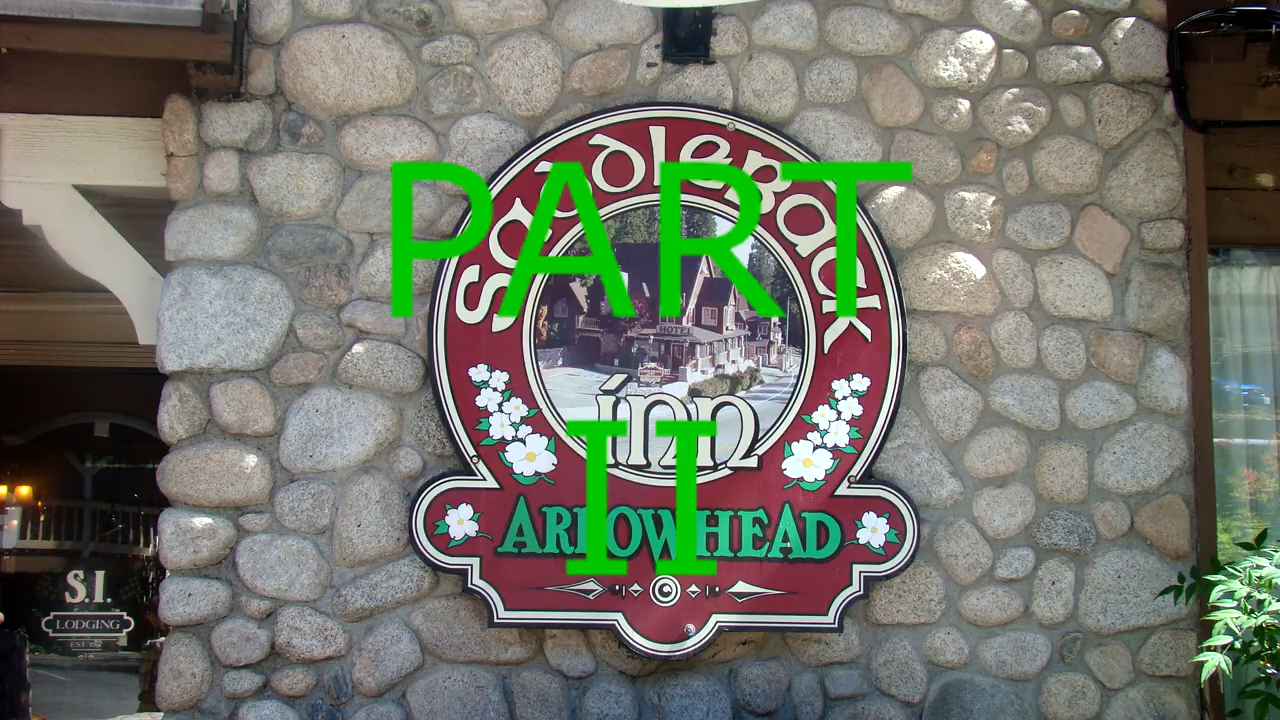 PART
II
Saddleback
HOTEL
inn
ARROWHEAD
S.I.
LODGING